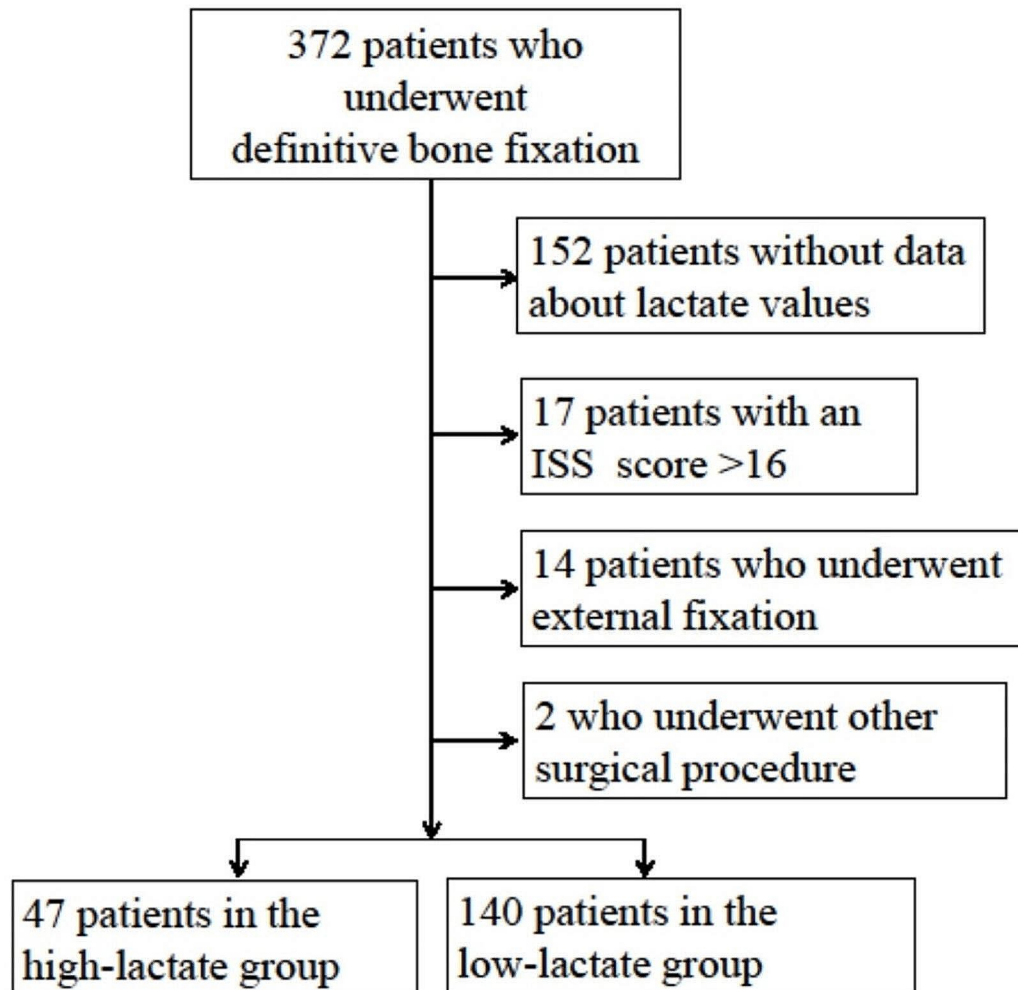 372 patients who
underwent
definitive bone fixation
152 patients without data
about lactate values
17 patients with an
ISS score >16
14 patients who underwent
external fixation
2 who underwent other
surgical procedure
47 patients in the
high-lactate group
140 patients in the
low-lactate group